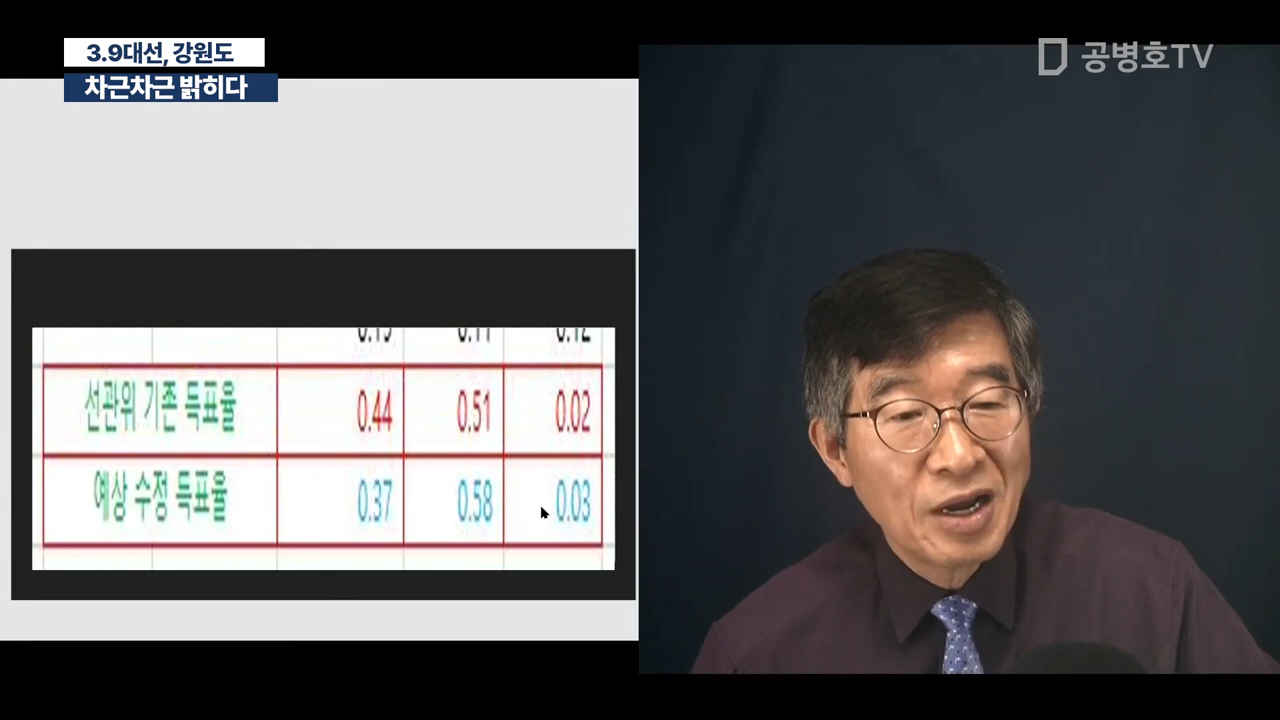 3.9대선, 강원도
차근차근 밝히다
공병호TV
선관위 기존 득표율 0.44 0.51 0.02
예상 수정 득표율 0.37 0.58 0.03